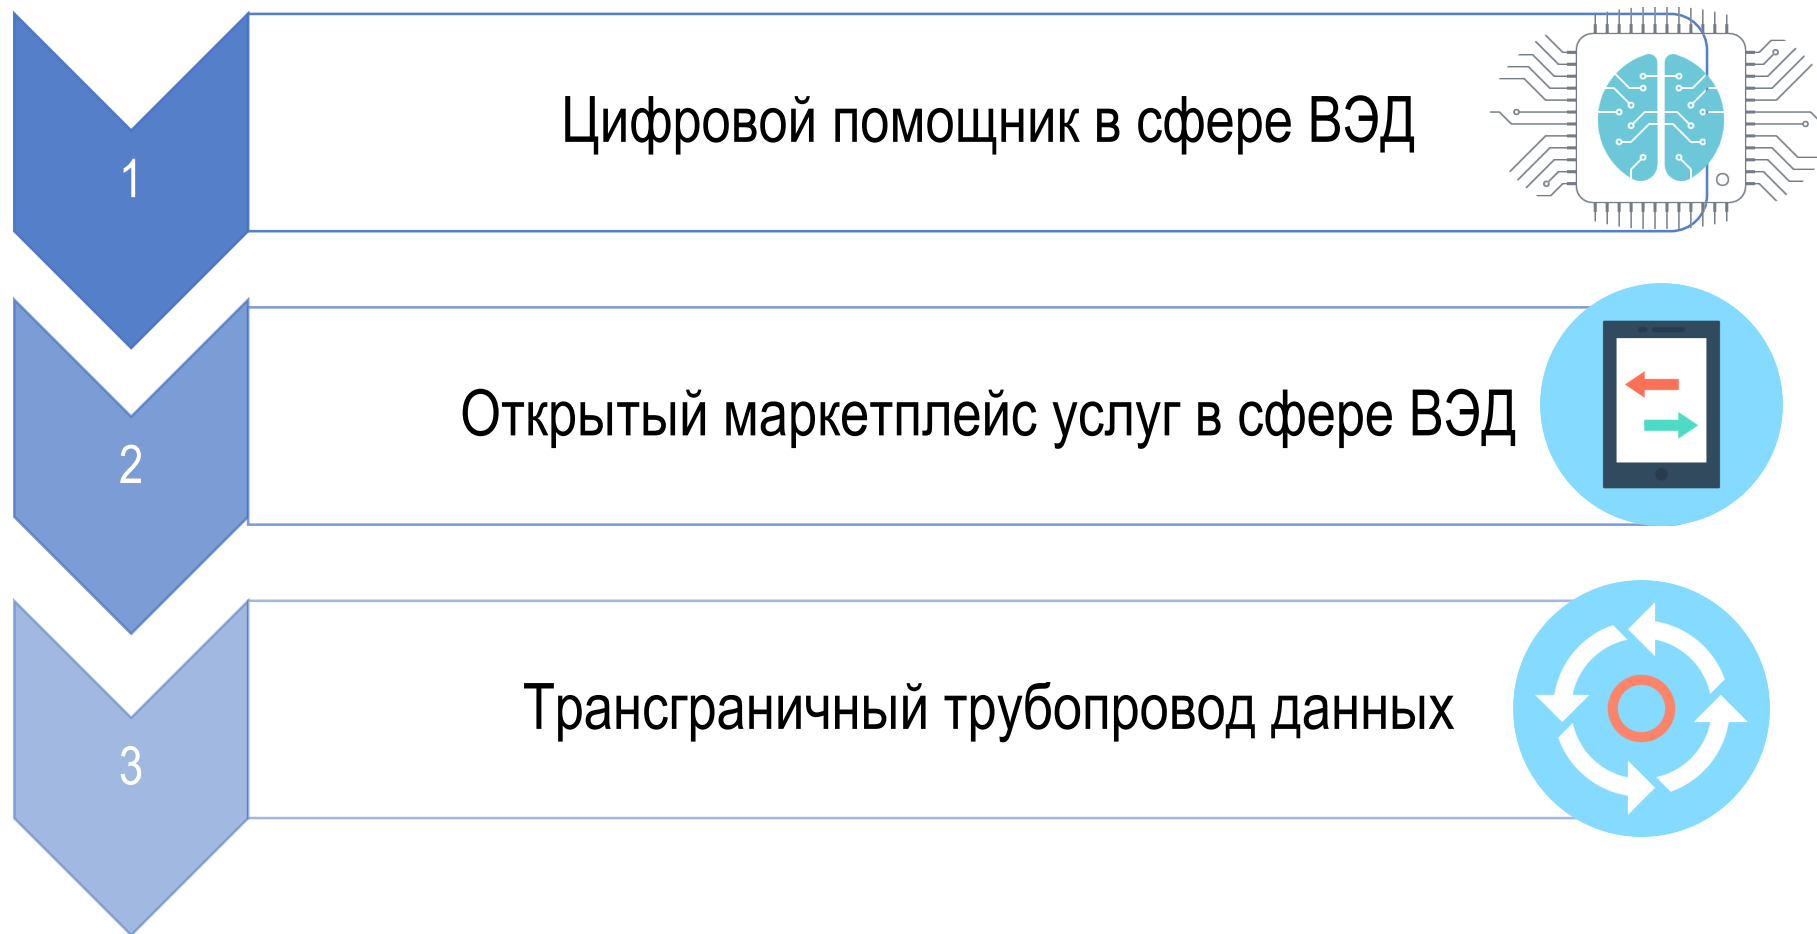 1
Цифровой помощник в сфере ВЭД
2
Открытый маркетплейс услуг в сфере ВЭД
3
Трансграничный трубопровод данных